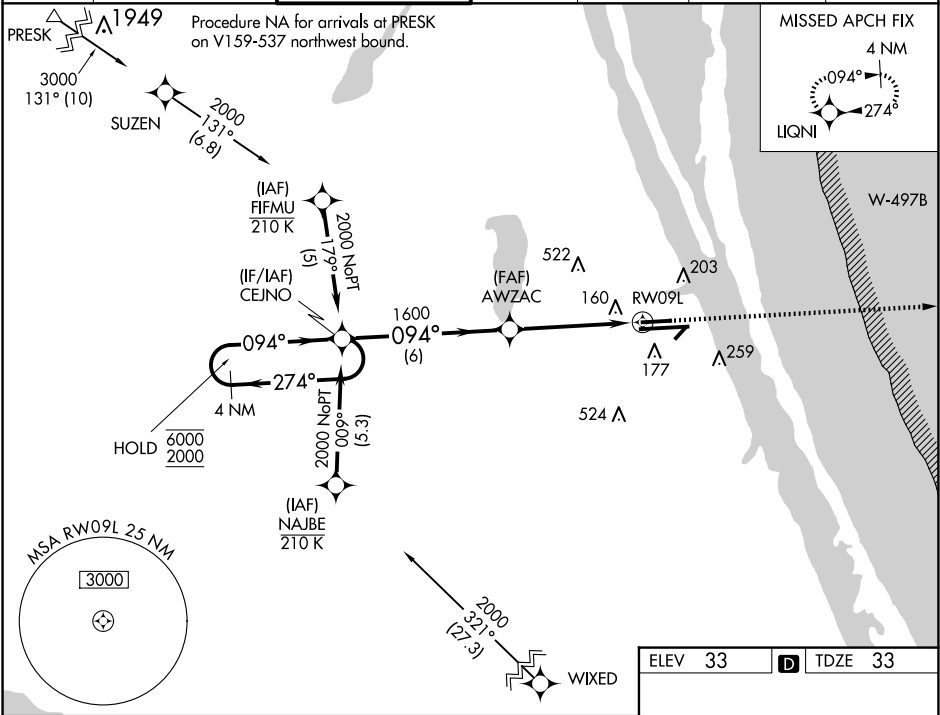 PRESK
1949
Procedure NA for arrivals at PRESK
on V159-537 northwest bound.
3000
131° (10)
SUZEN
2000
131°
(6.8)
MISSED APCH FIX
4 NM
094°
274°
LIQNI
W-497B
(IAF)
FIFMU
210 K
2000 NoPT
179°
(5)
(IF/IAF)
CEJNO
1600
094°
(6)
(FAF)
AWZAC
522
203
160
RW09L
177
259
524
094°
274°
4 NM
HOLD
6000
2000
2000 NoPT
009°
(5.3)
(IAF)
NAJBE
210 K
MSA RW09L 25 NM
3000
2000
321°
(27.3)
WIXED
ELEV 33
D
TDZE 33